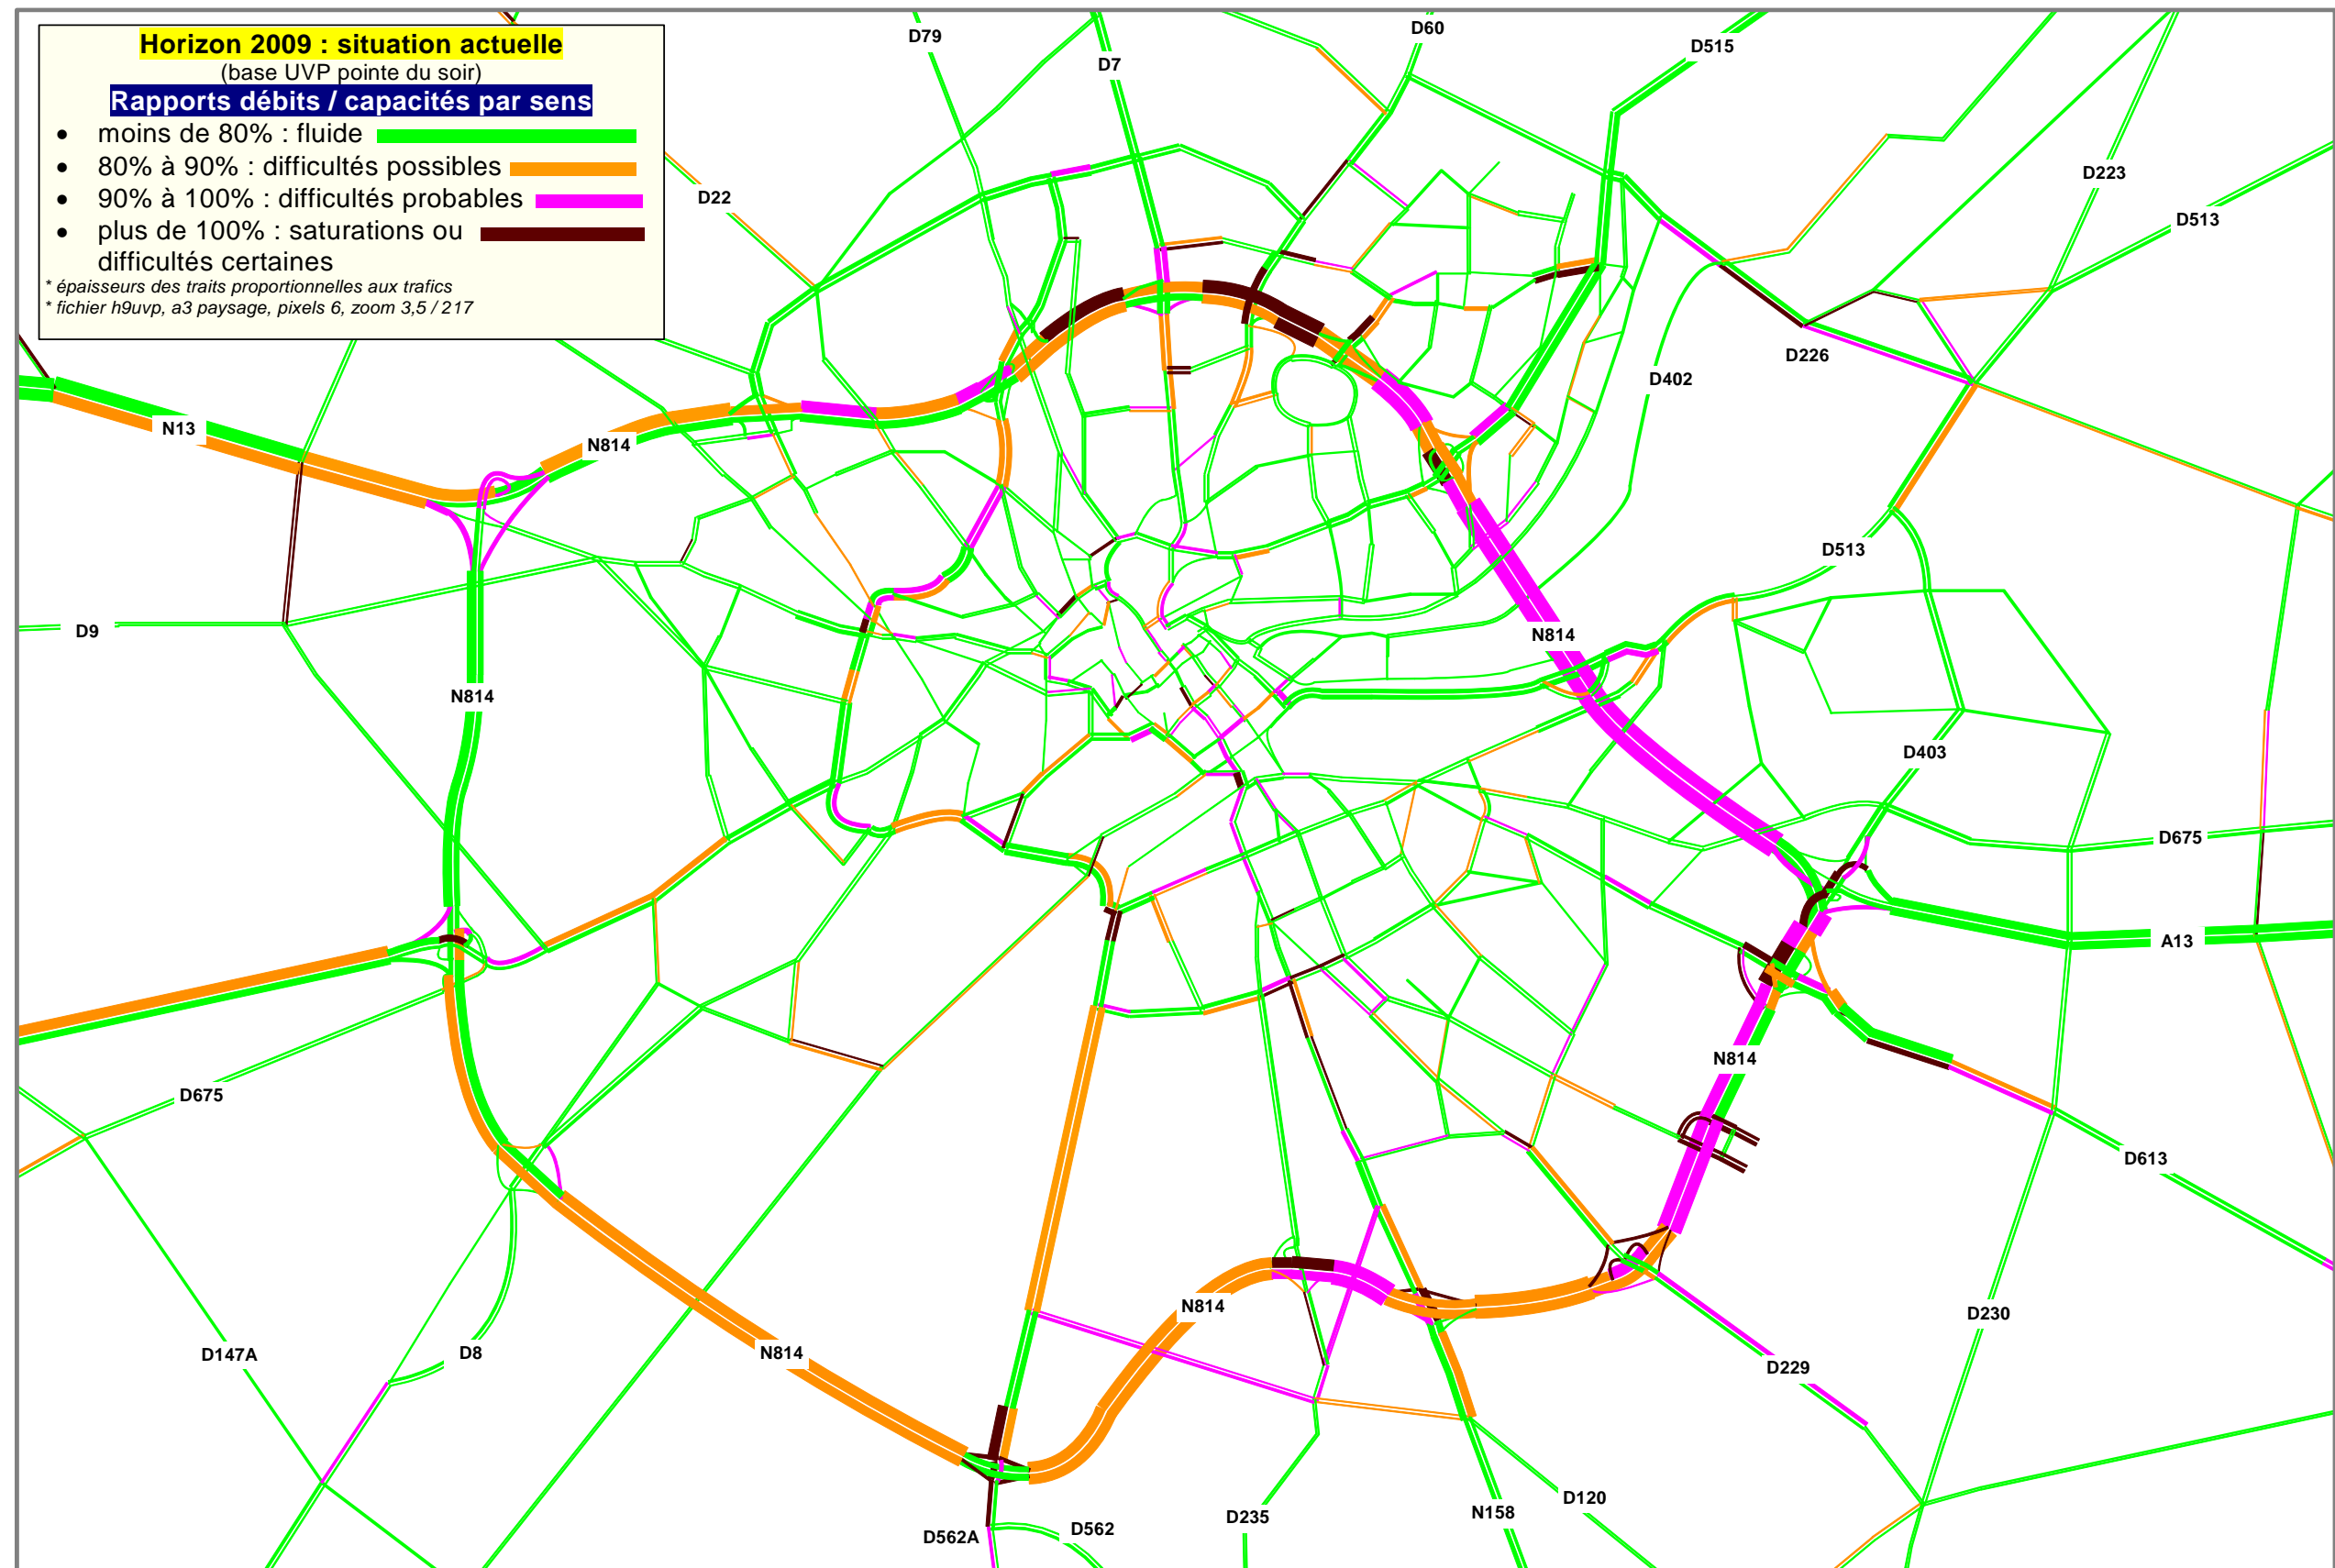 Horizon 2009 : situation actuelle
(base UVP pointe du soir)
Rapports débits / capacités par sens
• moins de 80% : fluide
• 80% à 90% : difficultés possibles
• 90% à 100% : difficultés probables
• plus de 100% : saturations ou
difficultés certaines
* épaisseurs des traits proportionnelles aux trafics
* fichier h9uvp, a3 paysage, pixels 6, zoom 3,5 / 217
D79
D7
D60
D515
D22
D223
D513
D226
D402
N13
N814
D513
D9
N814
N814
D403
D675
A13
N814
D675
D613
N814
D230
D147A
D8
N814
D229
D120
N158
D235
D562
D562A